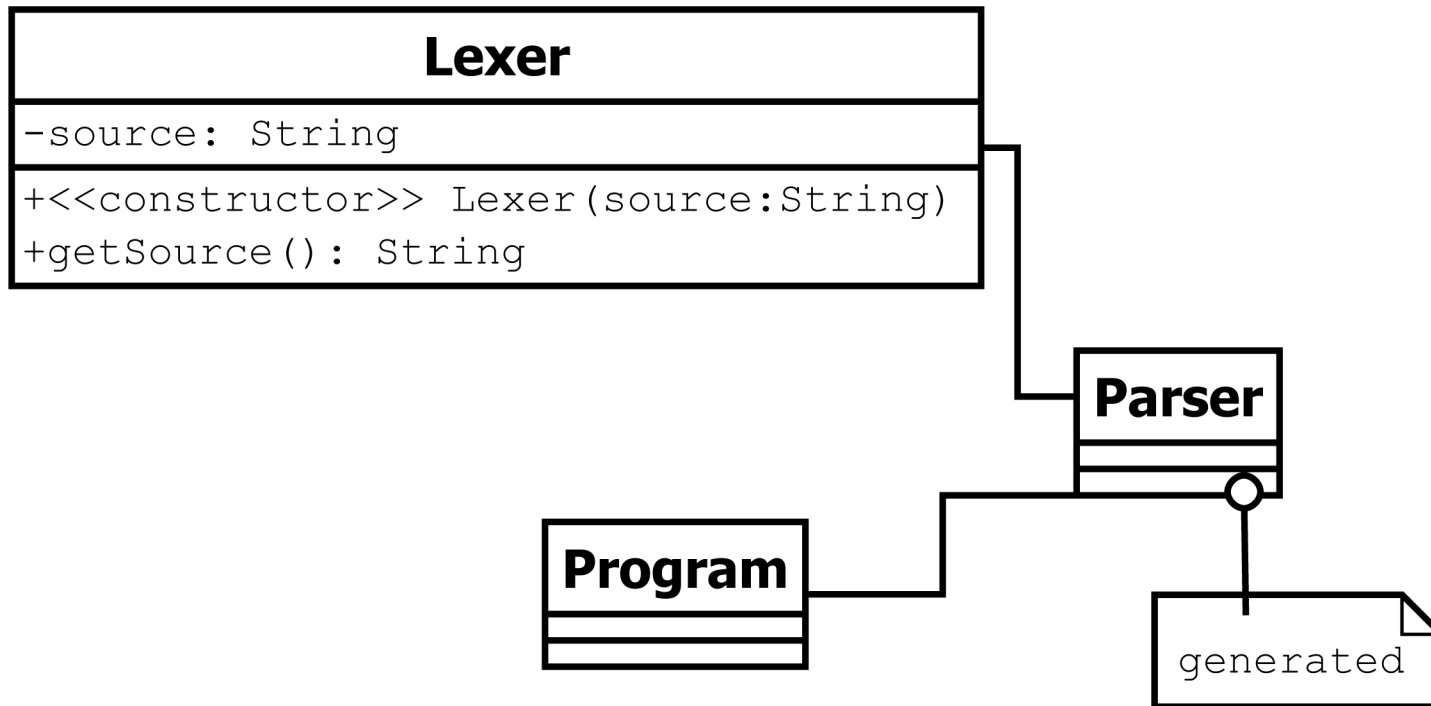 Lexer
-source: String
+<<constructor>> Lexer(source:String)
+getSource(): String
Parser
Program
generated